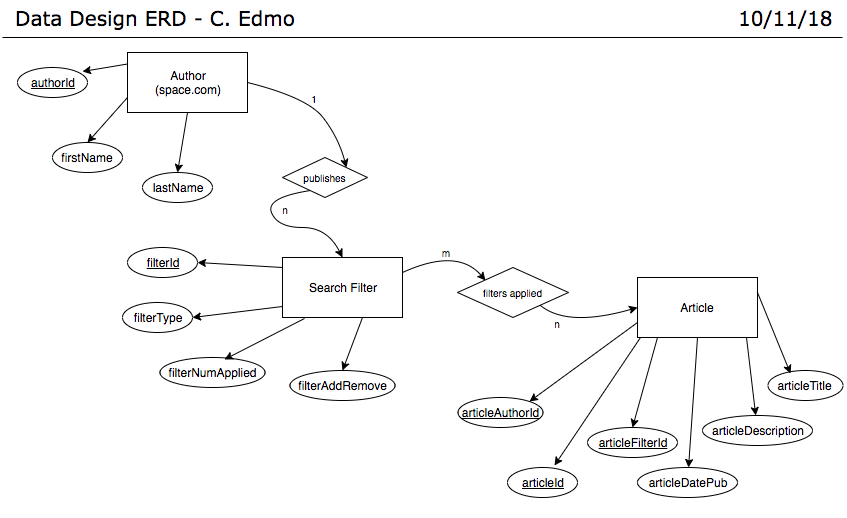 Data Design ERD - C. Edmo
10/11/18
Author
(space.com)
authorId
firstName
lastName
1
publishes
n
filterId
Search Filter
filterType
filterNumApplied
filterAddRemove
m
filters applied
n
Article
articleTitle
articleAuthorId
articleDescription
articleFilterId
articleId
articleDatePub